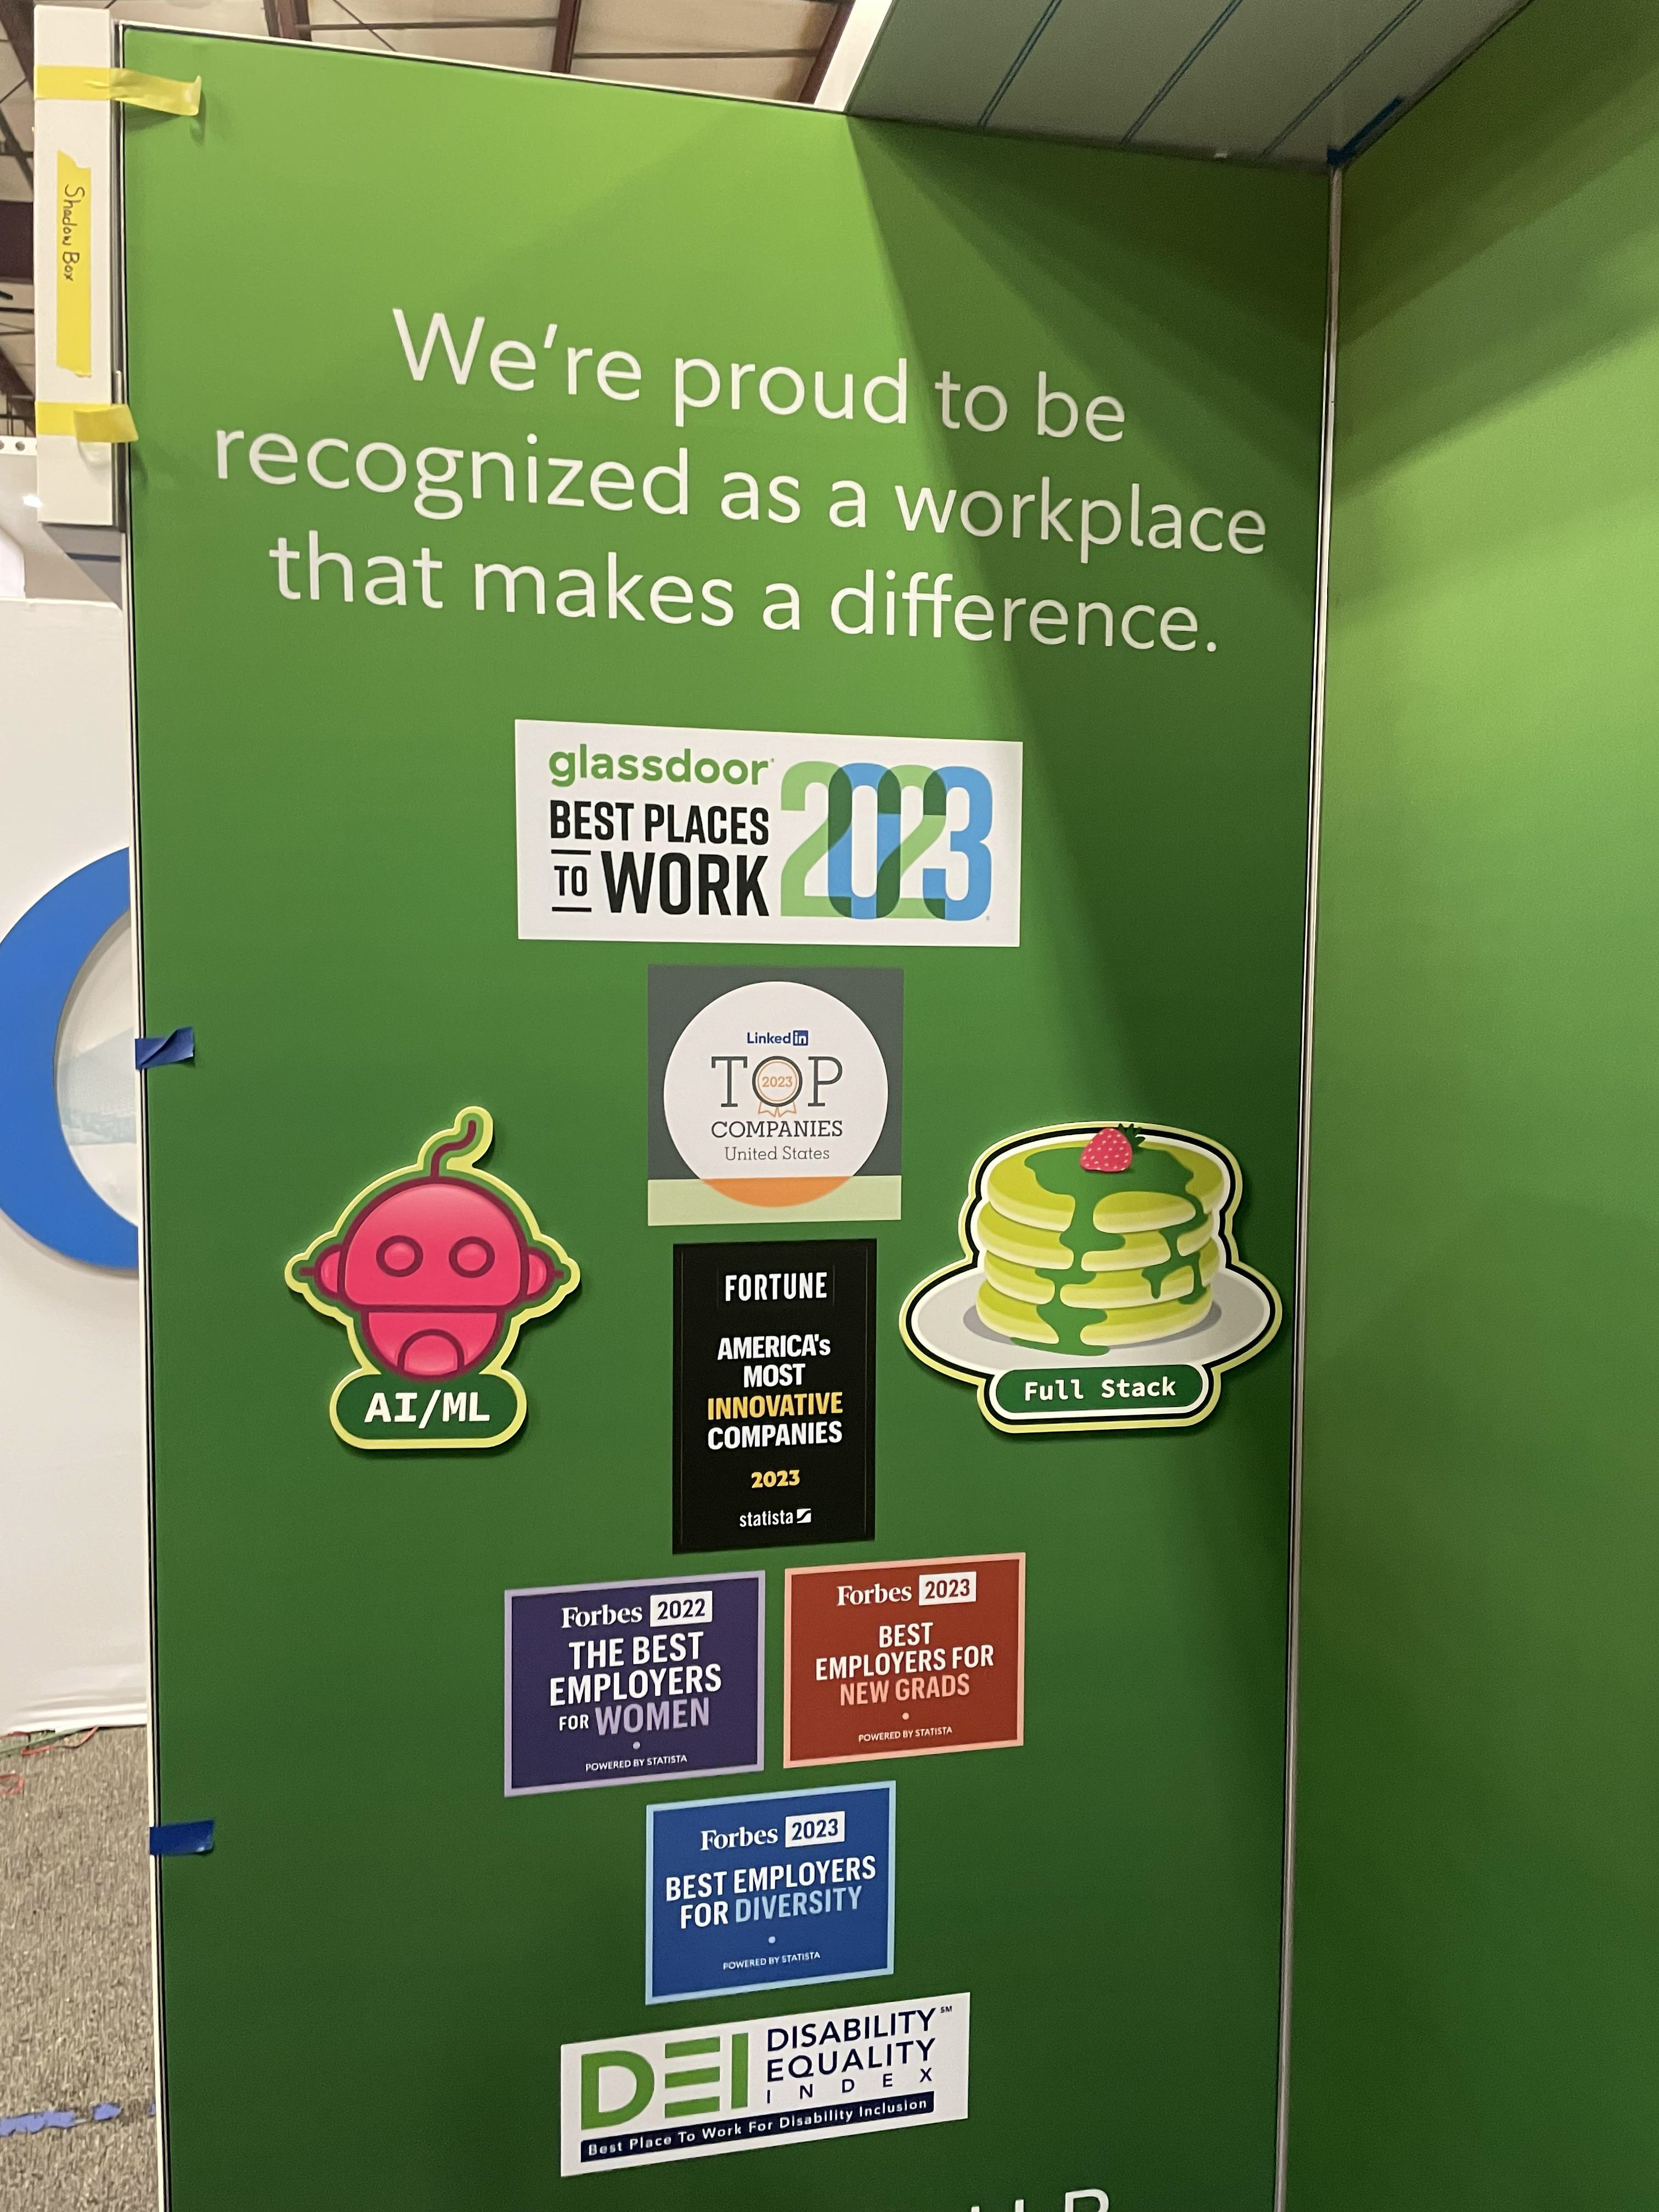 Shadow Box
We're proud to be
recognized as a workplace
that makes a difference.
glassdoor
BEST PLACES
TO WORK
2023
Linked in
TOP
2023
COMPANIES
United States
AI/ML
Full Stack
FORTUNE
AMERICA's
MOST
INNOVATIVE
COMPANIES
2023
statista
Forbes 2022
THE BEST
EMPLOYERS
FOR WOMEN
POWERED BY STATISTA
Forbes 2023
BEST
EMPLOYERS FOR
NEW GRADS
POWERED BY STATISTA
Forbes 2023
BEST EMPLOYERS
FOR DIVERSITY
POWERED BY STATISTA
DEI
DISABILITY℠
EQUALITY
INDEX
Best Place To Work For Disability Inclusion